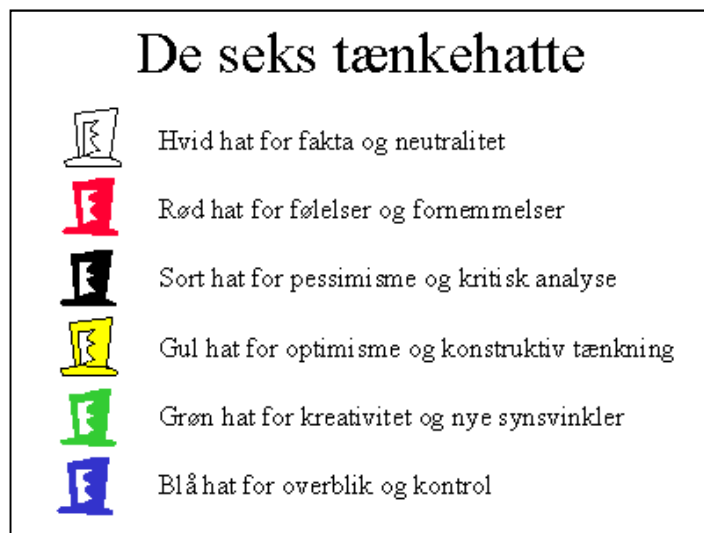 De seks tænkehatte
Hvid hat for fakta og neutralitet
Rød hat for følelser og fornemmelser
Sort hat for pessimisme og kritisk analyse
Gul hat for optimisme og konstruktiv tænkning
Grøn hat for kreativitet og nye synsvinkler
Blå hat for overblik og kontrol